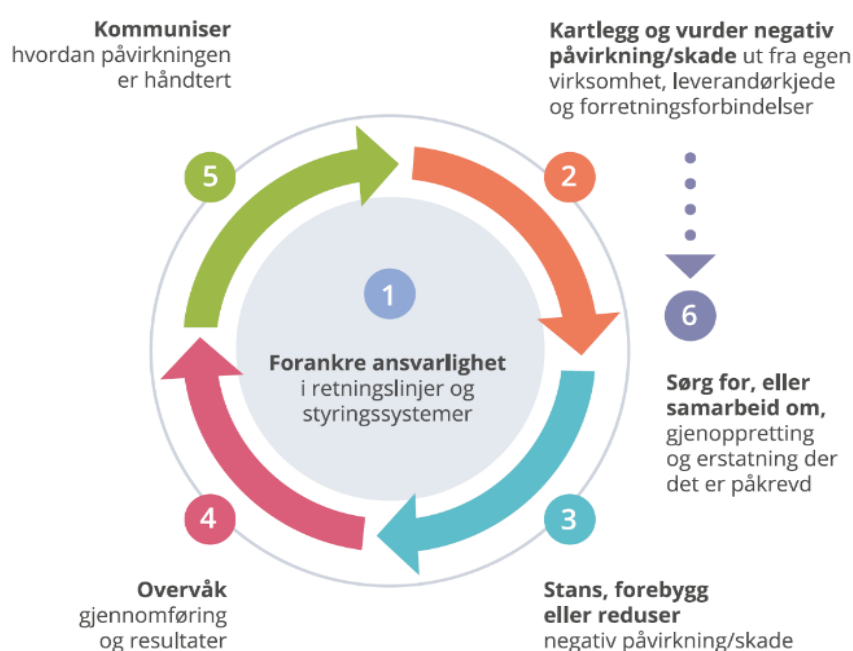 Kommuniser
hvordan påvirkningen
er håndtert
5
Kartlegg og vurder negativ
påvirkning/skade ut fra egen
virksomhet, leverandørkjede
og forretningsforbindelser
2
1
Forankre ansvarlighet
i retningslinjer og
styringssystemer
6
Sørg for, eller
samarbeid om,
gjenoppretting
og erstatning der
det er påkrevd
4
Overvåk
gjennomføring
og resultater
3
Stans, forebygg
eller reduser
negativ påvirkning/skade